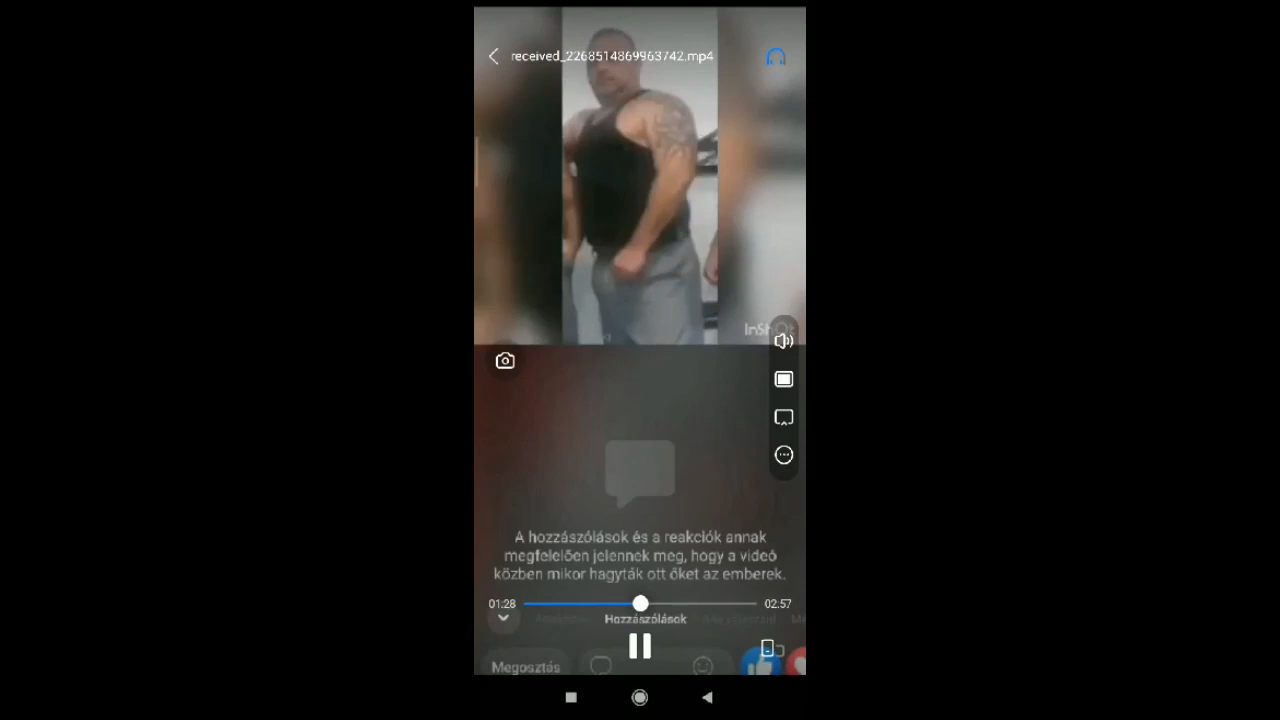 received_2268514869963742.mp4
InShOt
A hozzászólások és a reakciók annak
megfelelően jelennek meg, hogy a videó
közben mikor hagyták ott őket az emberek.
01:28
02:57
Hozzászólások
Megosztás